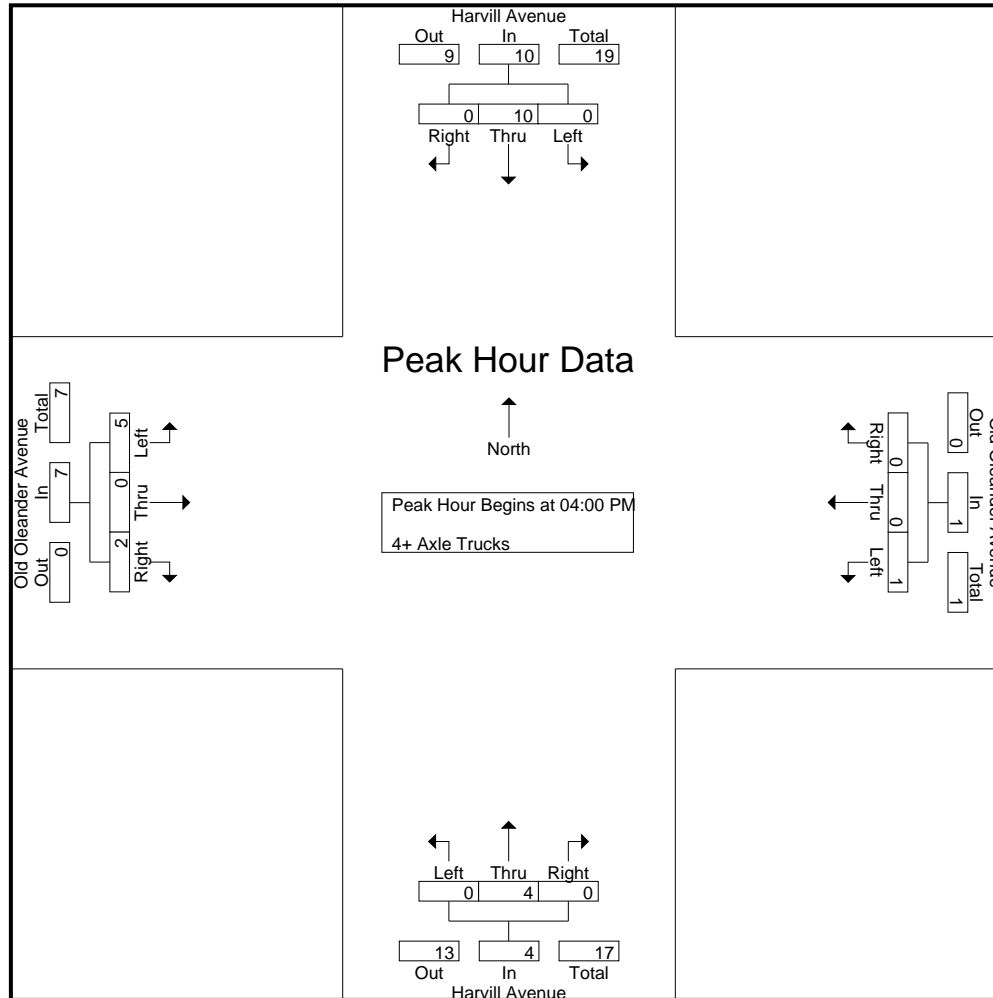 Harvill Avenue
Out In Total
9 10 19
0 10 0
Right Thru Left
Peak Hour Data
North
Peak Hour Begins at 04:00 PM
4+ Axle Trucks
Old Oleander Avenue
Out In Total
0 7 7
5 0 2
Left Thru Right
Out In Total
0 1 1
0 0 1
Right Thru Left
Left Thru Right
0 4 0
13 4 17
Out In Total
Harvill Avenue